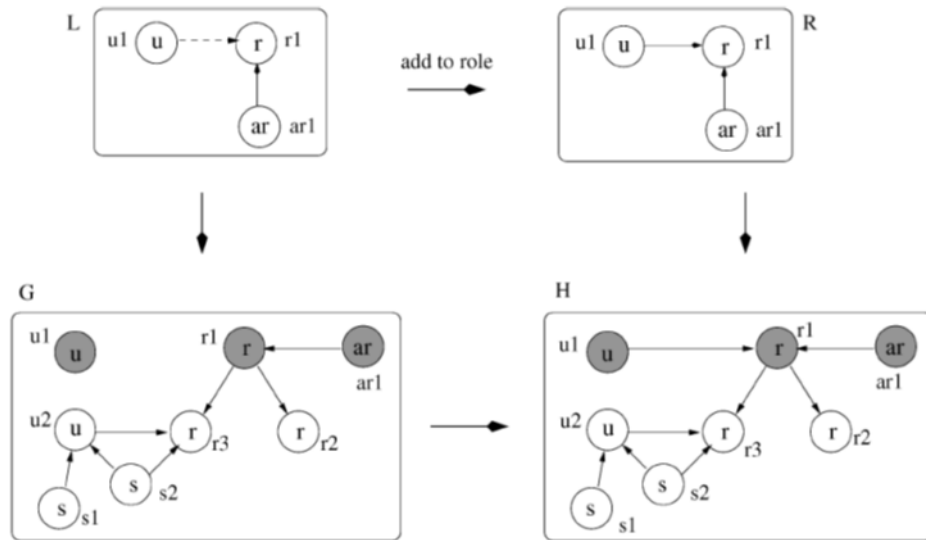 L
R
u1 u r r1
ar ar1
add to role
u1 u r r1
ar ar1
G
H
u1 u r1 r ar
ar1
u2 u r r3 r r2
s s2
s s1
r1
u1 u r ar
ar1
u2 u r r3 r r2
s s2
s s1